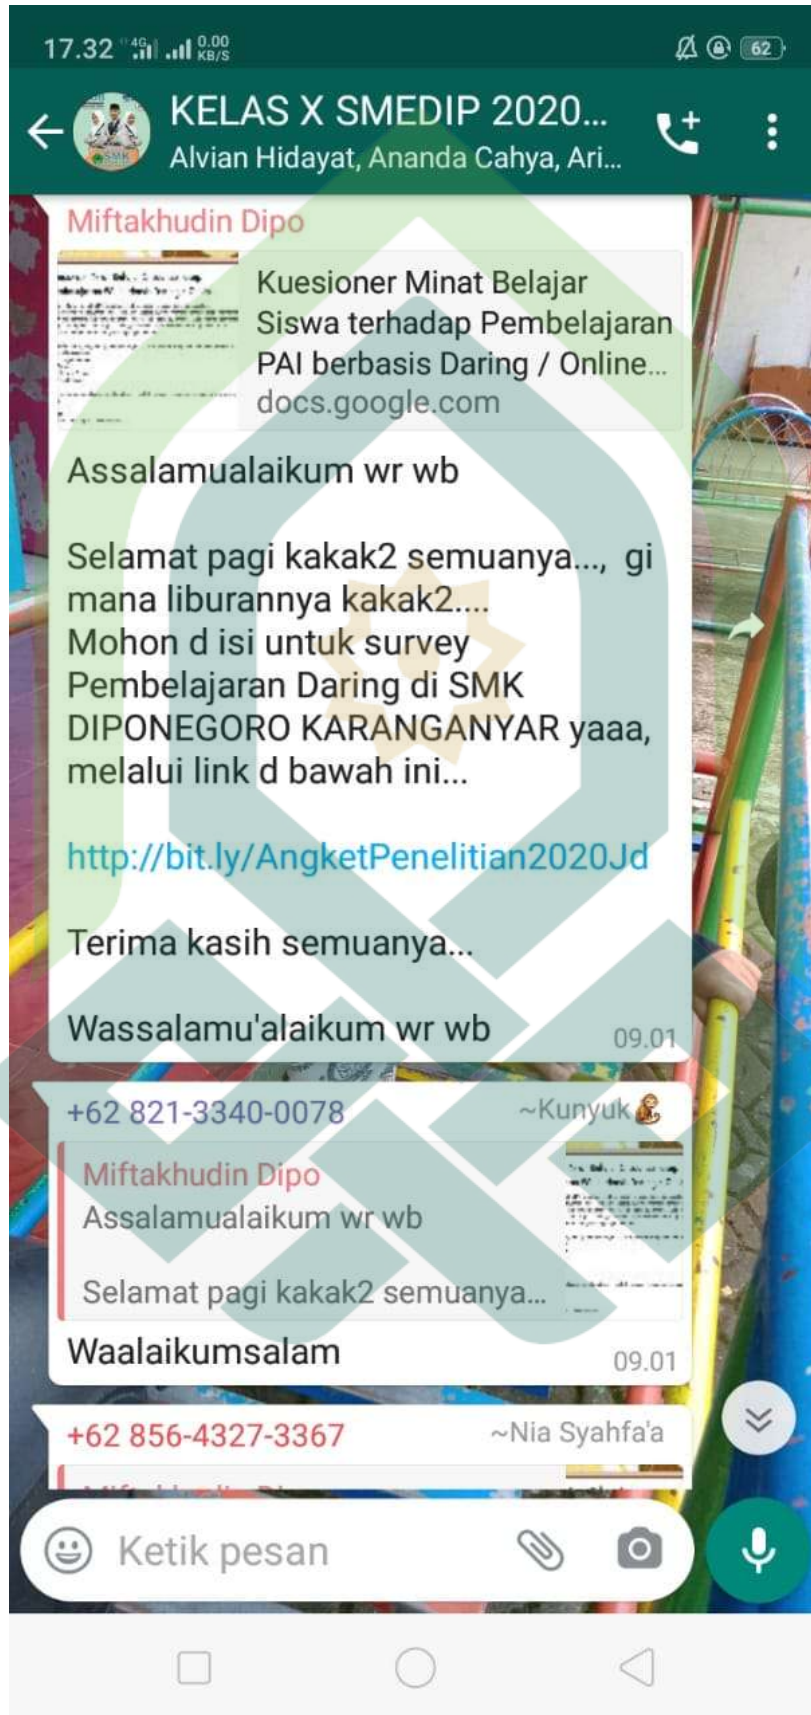 17.32 4G 0.00 KB/S 62
KELAS X SMEDIP 2020...
Alvian Hidayat, Ananda Cahya, Ari...
Miftakhudin Dipo
Kuesioner Minat Belajar
Siswa terhadap Pembelajaran
PAI berbasis Daring / Online...
docs.google.com
Assalamualaikum wr wb
Selamat pagi kakak2 semuanya..., gi
mana liburannya kakak2....
Mohon d isi untuk survey
Pembelajaran Daring di SMK
DIPONEGORO KARANGANYAR yaaa,
melalui link d bawah ini...
http://bit.ly/AngketPenelitian2020Jd
Terima kasih semuanya...
Wassalamu'alaikum wr wb 09.01
+62 821-3340-0078 ~Kunyuk🐒
Miftakhudin Dipo
Assalamualaikum wr wb
Selamat pagi kakak2 semuanya...
Waalaikumsalam 09.01
+62 856-4327-3367 ~Nia Syahfa'a
Ketik pesan